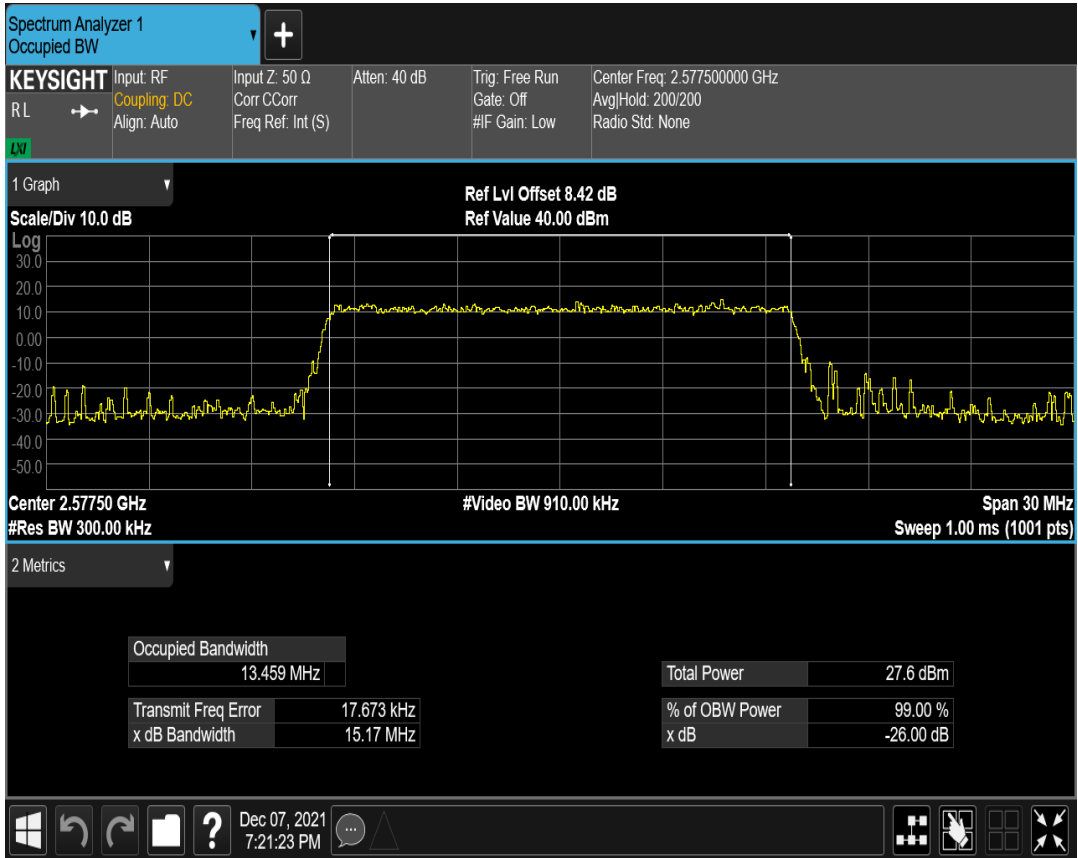 Spectrum Analyzer 1
Occupied BW
KEYSIGHT Input: RF Input Z: 50 Ω Atten: 40 dB Trig: Free Run Center Freq: 2.577500000 GHz
R L Coupling: DC Corr CCorr Gate: Off Avg|Hold: 200/200
Align: Auto Freq Ref: Int (S) #IF Gain: Low Radio Std: None
LXI
1 Graph
Ref Lvl Offset 8.42 dB
Scale/Div 10.0 dB Ref Value 40.00 dBm
Log
30.0
20.0
10.0
0.00
-10.0
-20.0
-30.0
-40.0
-50.0
Center 2.57750 GHz #Video BW 910.00 kHz Span 30 MHz
#Res BW 300.00 kHz Sweep 1.00 ms (1001 pts)
2 Metrics
Occupied Bandwidth
13.459 MHz Total Power 27.6 dBm
Transmit Freq Error 17.673 kHz % of OBW Power 99.00 %
x dB Bandwidth 15.17 MHz x dB -26.00 dB
Dec 07, 2021
7:21:23 PM